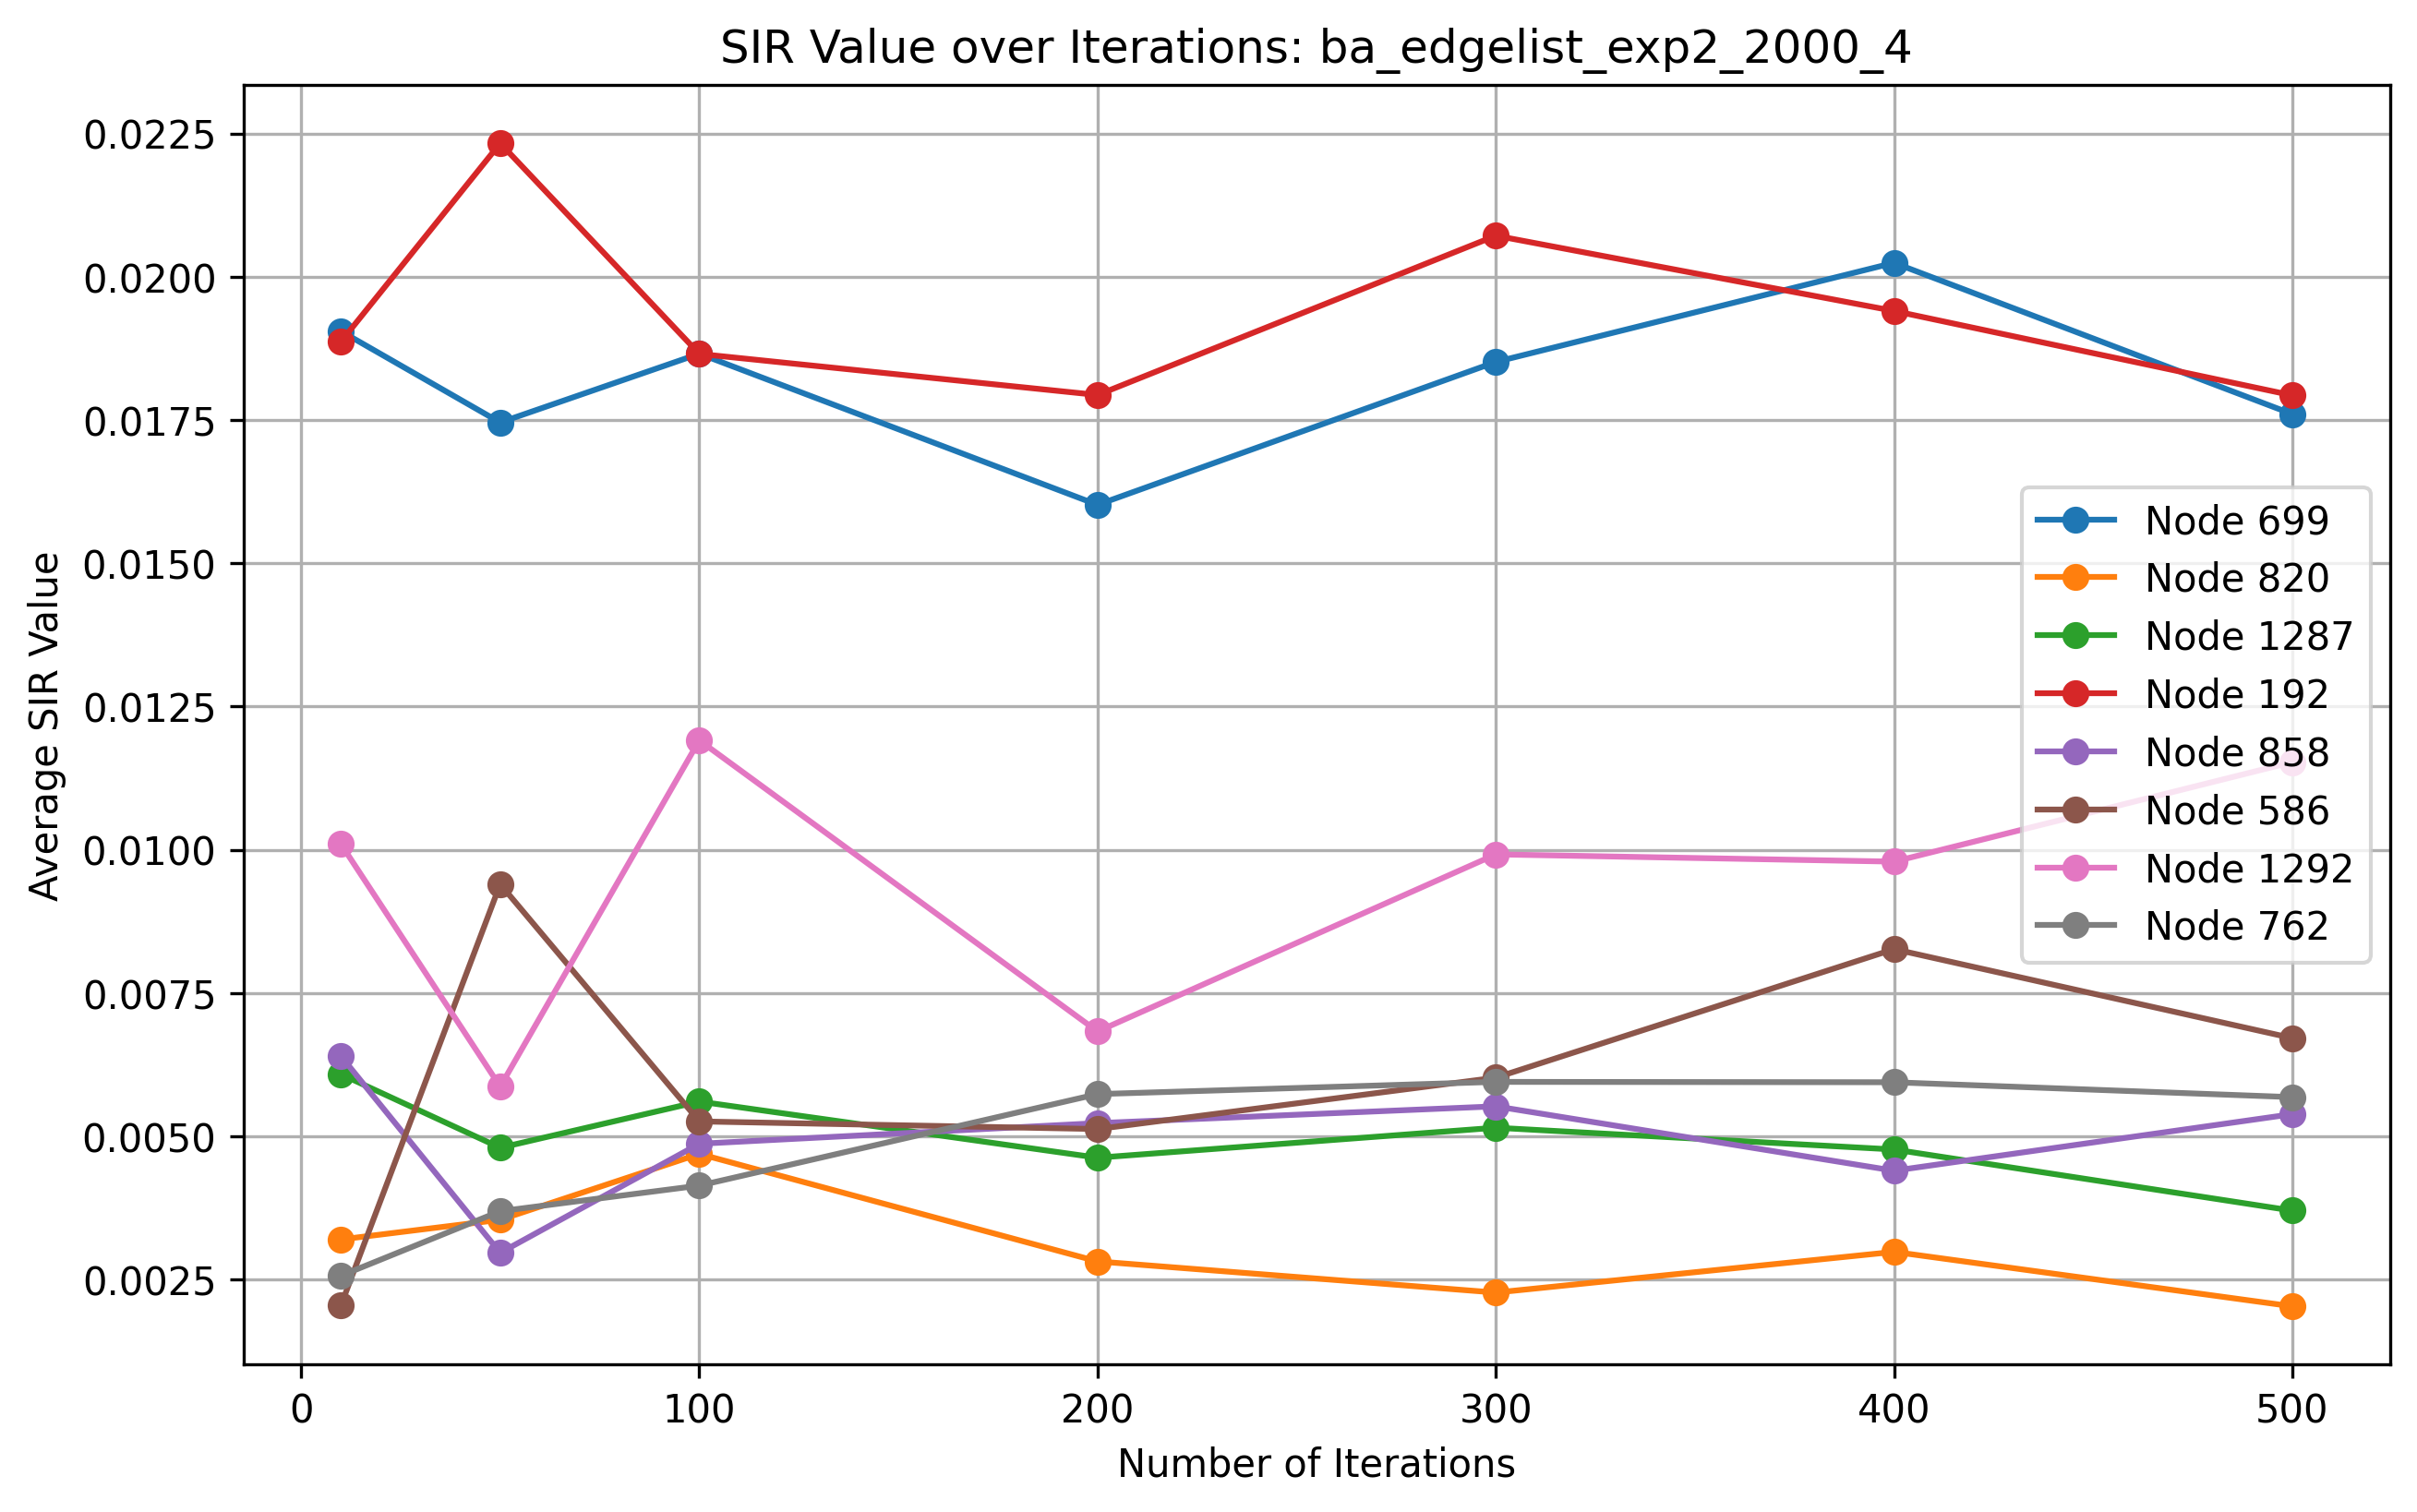 SIR Value over Iterations: ba_edgelist_exp2_2000_4
0.0225
0.0200
0.0175
0.0150
0.0125
0.0100
0.0075
0.0050
0.0025
Average SIR Value
Node 699
Node 820
Node 1287
Node 192
Node 858
Node 586
Node 1292
Node 762
0 100 200 300 400 500
Number of Iterations